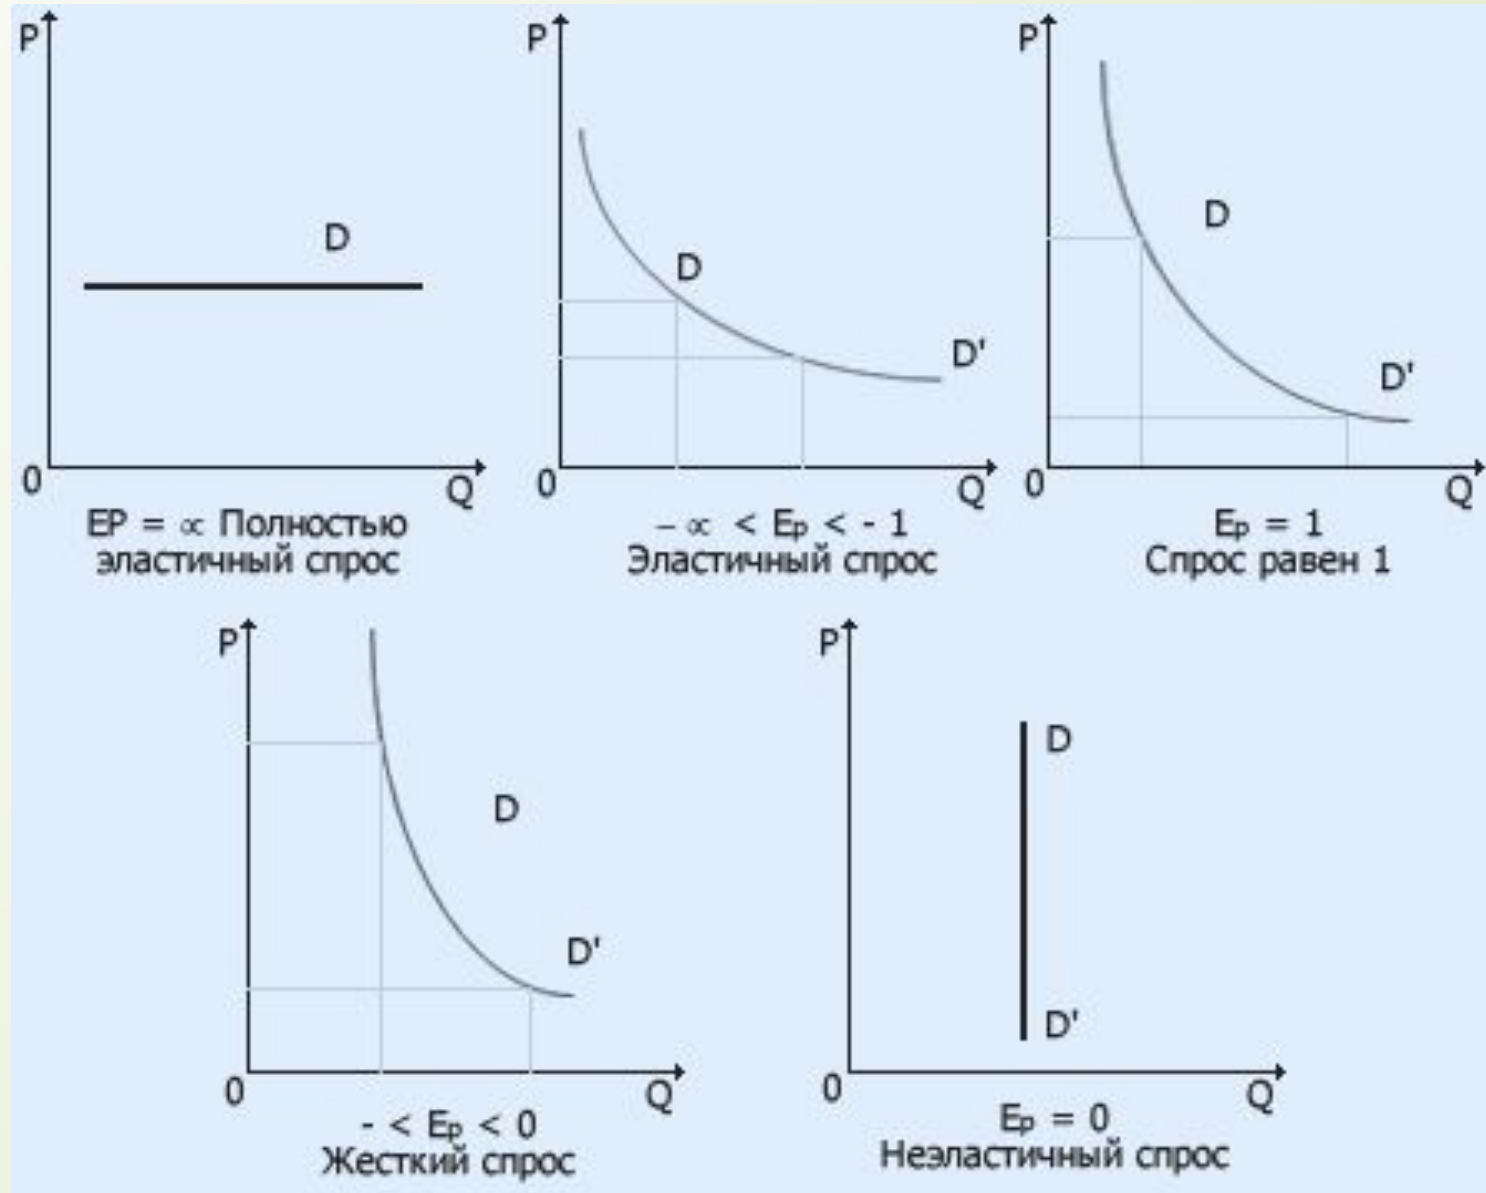 P
D
0
Q
EP = ∝ Полностью
эластичный спрос
P
D
D'
0
Q
– ∝ < Ep < - 1
Эластичный спрос
P
D
D'
0
Q
Ep = 1
Спрос равен 1
P
D
D'
0
Q
- < Ep < 0
Жесткий спрос
P
D
D'
0
Q
Ep = 0
Неэластичный спрос